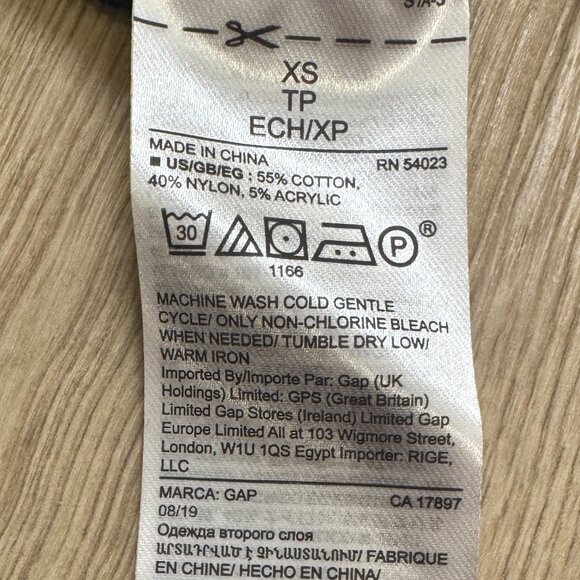 XS
TP
ECH/XP
MADE IN CHINA RN 54023
■ US/GB/EG : 55% COTTON,
40% NYLON, 5% ACRYLIC
30 P ®
1166
MACHINE WASH COLD GENTLE
CYCLE/ ONLY NON-CHLORINE BLEACH
WHEN NEEDED/ TUMBLE DRY LOW/
WARM IRON
Imported By/Importe Par: Gap (UK
Holdings) Limited: GPS (Great Britain)
Limited Gap Stores (Ireland) Limited Gap
Europe Limited All at 103 Wigmore Street,
London, W1U 1QS Egypt Importer: RIGE,
LLC
MARCA: GAP CA 17897
08/19
Одежда второго слоя
ԱՐՏԱԴՐՎԱԾ է ՉԻՆԱՍՏԱՆՈՒՄ/ FABRIQUE
EN CHINE/ HECHO EN CHINA/